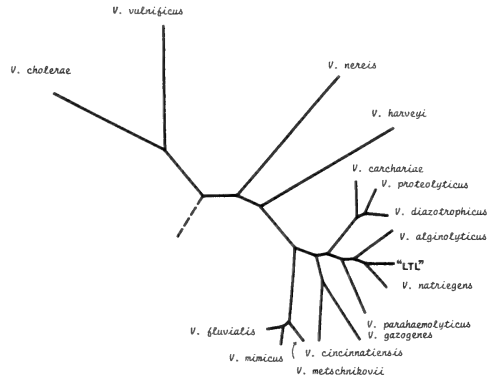 V. vulnificus
V. cholerae
V. nereis
V. harveyi
V. carchariae
V. proteolyticus
V. diazotrophicus
V. alginolyticus
"LTL"
V. natriegens
V. parahaemolyticus
V. gazogenes
V. fluvialis
V. mimicus
V. cincinnatiensis
V. metschnikovii